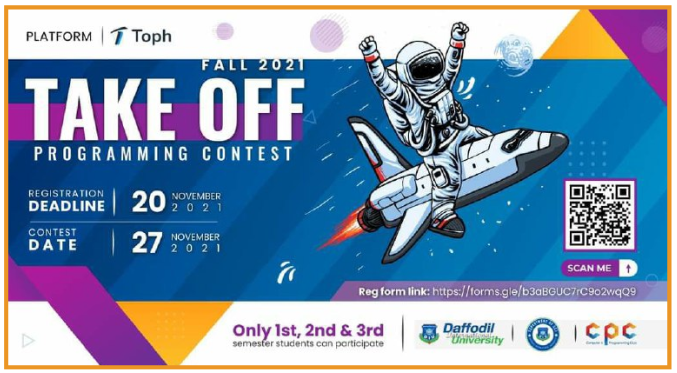 PLATFORM Toph
FALL 2021
TAKE OFF
PROGRAMMING CONTEST
REGISTRATION
DEADLINE
20 NOVEMBER
2021
CONTEST
DATE
27 NOVEMBER
2021
SCAN ME
Reg form link: https://forms.gle/b3aBGUC7rC9o2wqQ9
Only 1st, 2nd & 3rd
semester students can participate
Daffodil
International
University
cpc